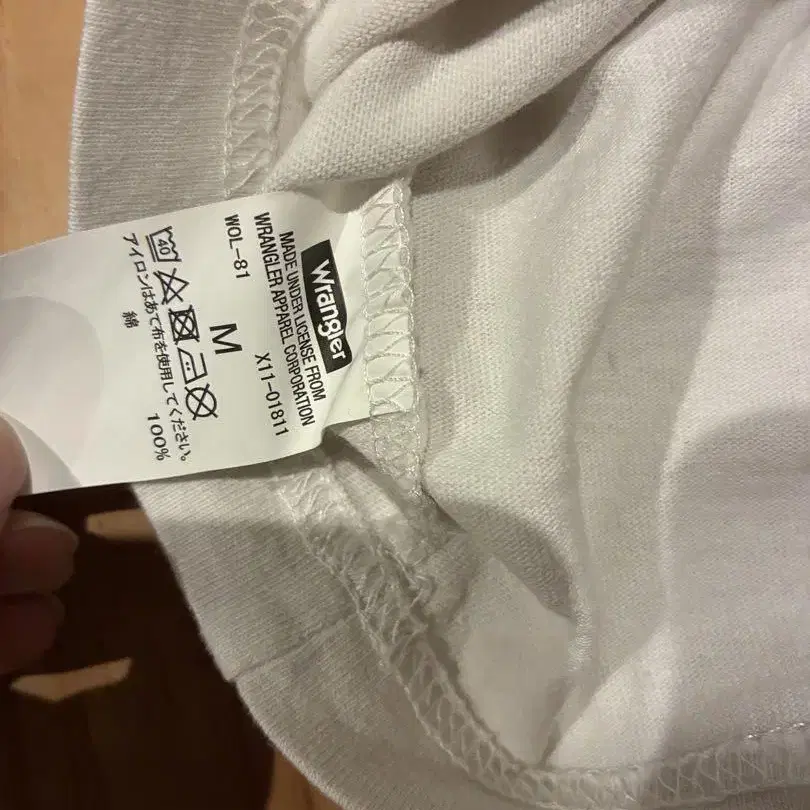 Wrangler
MADE UNDER LICENSE FROM
WRANGLER APPAREL CORPORATION
WOL-81 X11-01811
M
40
アイロンはあて布を使用してください。
綿 100%